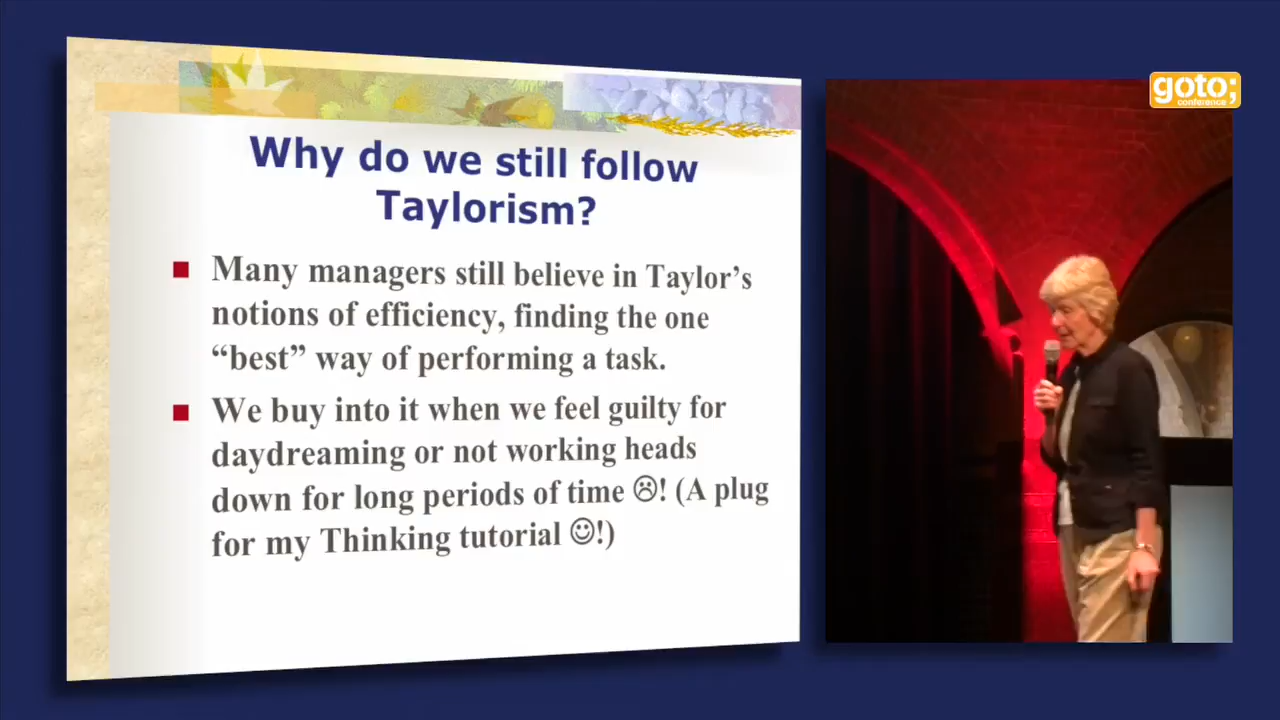 goto;
conference
Why do we still follow
Taylorism?
■ Many managers still believe in Taylor’s
notions of efficiency, finding the one
“best” way of performing a task.
■ We buy into it when we feel guilty for
daydreaming or not working heads
down for long periods of time ☹! (A plug
for my Thinking tutorial ☺!)